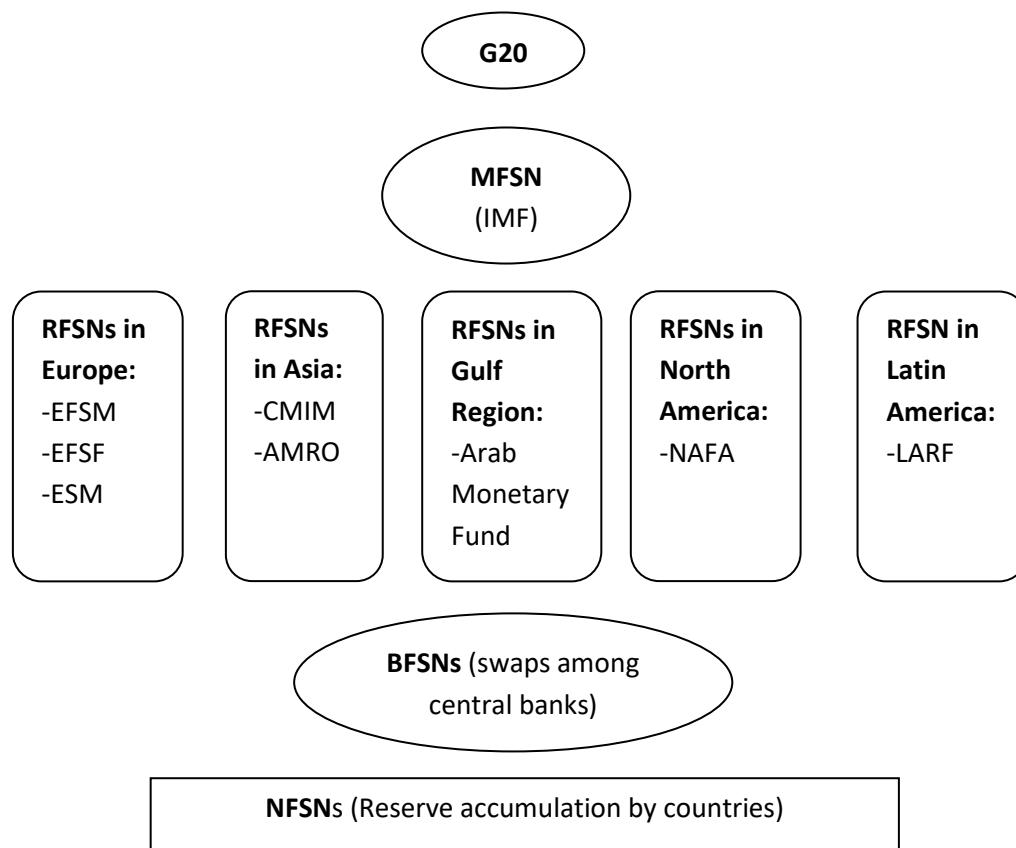 G20
MFSN
(IMF)
RFSNs in
Europe:
-EFSM
-EFSF
-ESM
RFSNs
in Asia:
-CMIM
-AMRO
RFSNs in
Gulf
Region:
-Arab
Monetary
Fund
RFSNs in
North
America:
-NAFA
RFSN in
Latin
America:
-LARF
BFSNs (swaps among
central banks)
NFSNs (Reserve accumulation by countries)